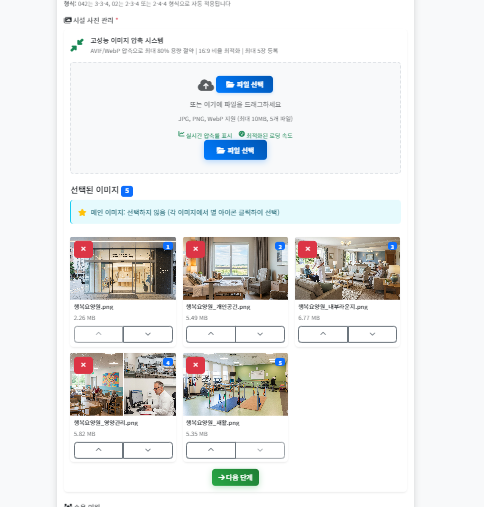 형식: 042는 3-3-4, 02는 2-3-4 또는 2-4-4 형식으로 자동 적용됩니다
시설 사진 관리 *
고성능 이미지 압축 시스템
AVIF/WebP 압축으로 최대 80% 용량 절약 | 16:9 비율 최적화 | 최대 5장 등록
파일 선택
또는 여기에 파일을 드래그하세요
JPG, PNG, WebP 지원 (최대 10MB, 5개 파일)
실시간 압축률 표시 최적화된 로딩 속도
파일 선택
선택된 이미지 5
메인 이미지: 선택하지 않음 (각 이미지에서 별 아이콘 클릭하여 선택)
1
2
3
행복요양원.png
2.26 MB
행복요양원_개인공간.png
5.49 MB
행복요양원_내부라운지.png
6.77 MB
4
5
행복요양원_영양관리.png
5.82 MB
행복요양원_재활.png
5.35 MB
다음 단계